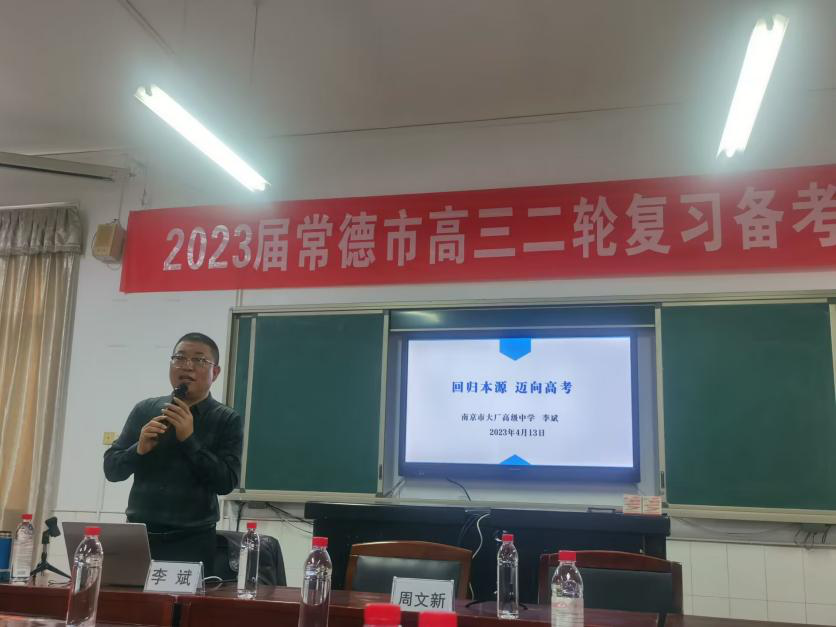 2023届常德市高三二轮复习备考
回归本源 迈向高考
南京市大厂高级中学 李斌
2023年4月13日
李斌
周文新